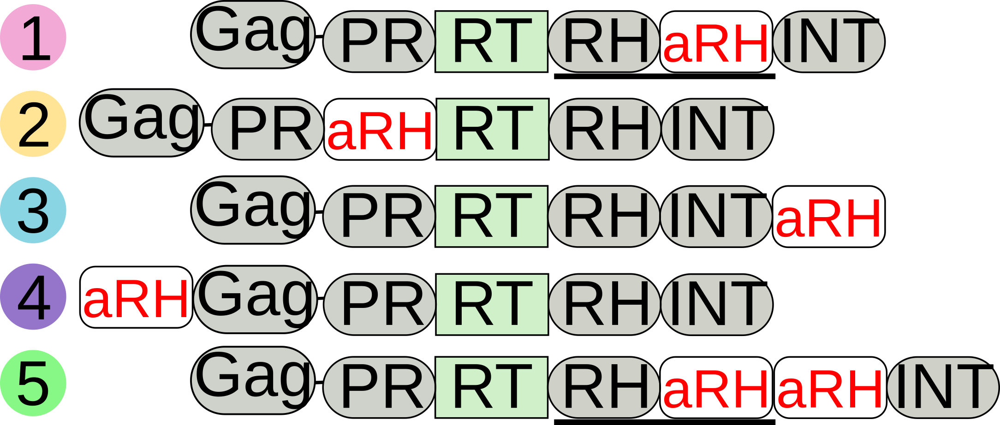 1 Gag PR RT RH aRH INT
2 Gag PR aRH RT RH INT
3 Gag PR RT RH INT aRH
4 aRH Gag PR RT RH INT
5 Gag PR RT RH aRH aRH INT